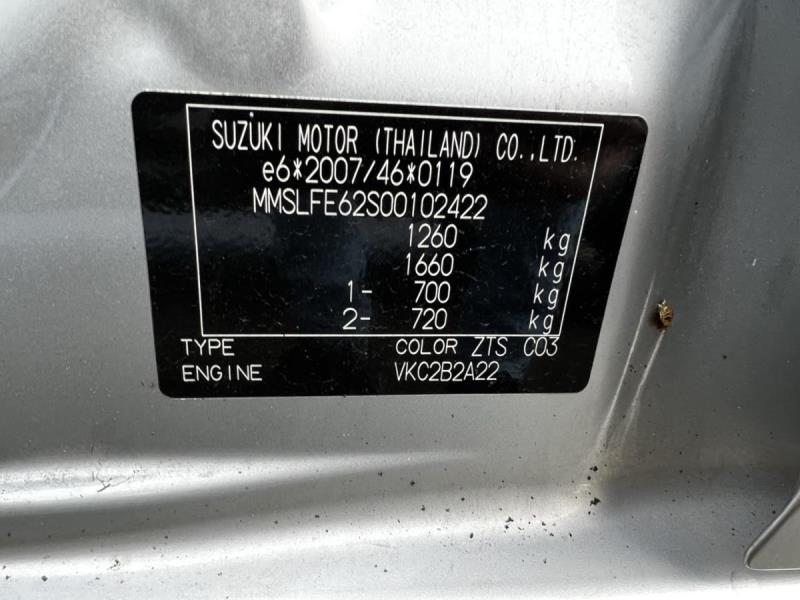 SUZUKI MOTOR (THAILAND) CO.,LTD.
e6*2007/46*0119
MMSLFE62S00102422
1260 kg
1660 kg
1- 700 kg
2- 720 kg
TYPE COLOR ZTS C03
ENGINE VKC2B2A22